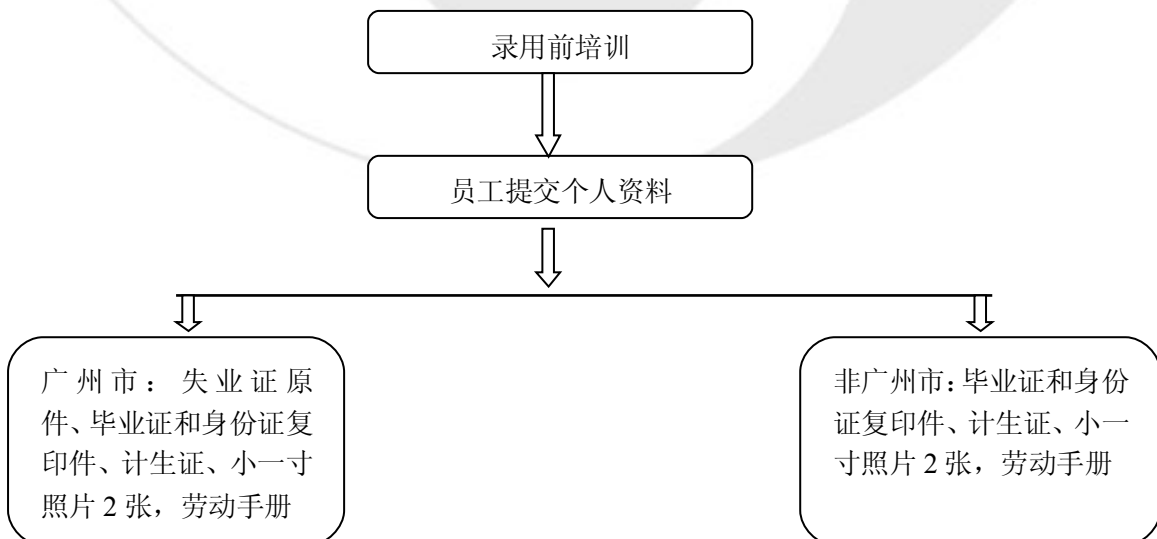 录用前培训
员工提交个人资料
广州市：失业证原
件、毕业证和身份证复
印件、计生证、小一寸
照片 2 张，劳动手册
非广州市：毕业证和身份
证复印件、计生证、小一
寸照片 2 张，劳动手册